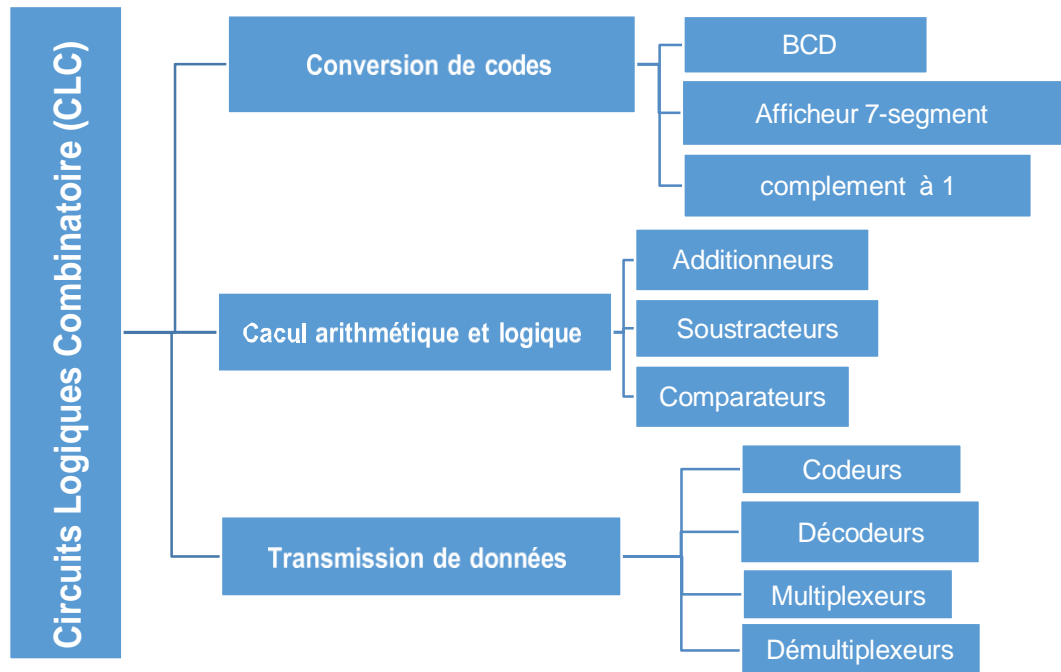 Circuits Logiques Combinatoire (CLC)
Conversion de codes
BCD
Afficheur 7-segment
complement à 1
Cacul arithmétique et logique
Additionneurs
Soustracteurs
Comparateurs
Transmission de données
Codeurs
Décodeurs
Multiplexeurs
Démultiplexeurs